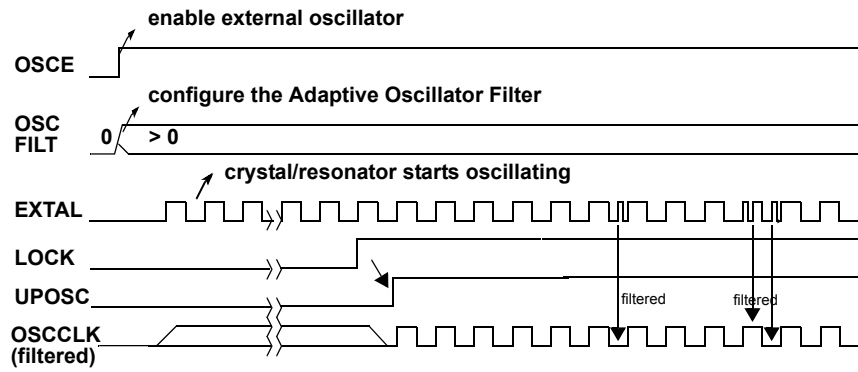 enable external oscillator
OSCE
configure the Adaptive Oscillator Filter
OSC
FILT
0 > 0
crystal/resonator starts oscillating
EXTAL
LOCK
UPOSC
filtered filtered
OSCCLK
(filtered)